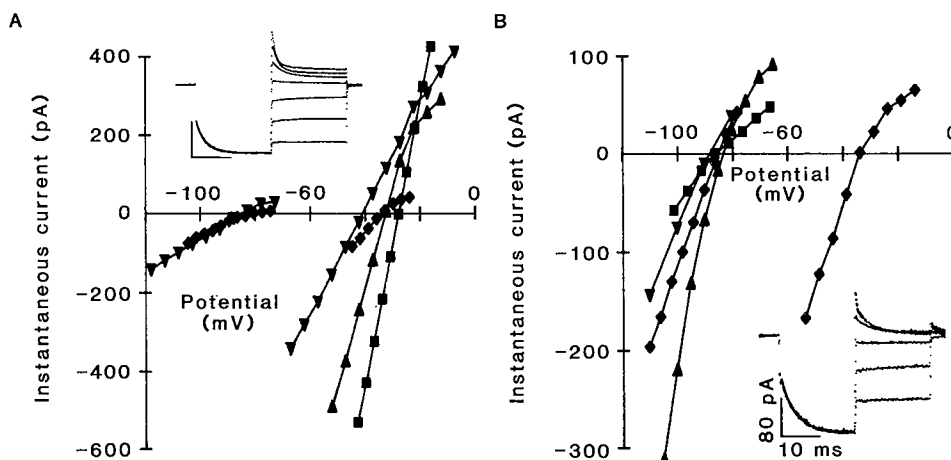 A
Instantaneous current (pA)
400
200
0
-200
-400
-600
-100
-60
0
Potential
(mV)
B
Instantaneous current (pA)
100
0
-100
-200
-300
-100
-60
0
Potential
(mV)
80 pA
10 ms